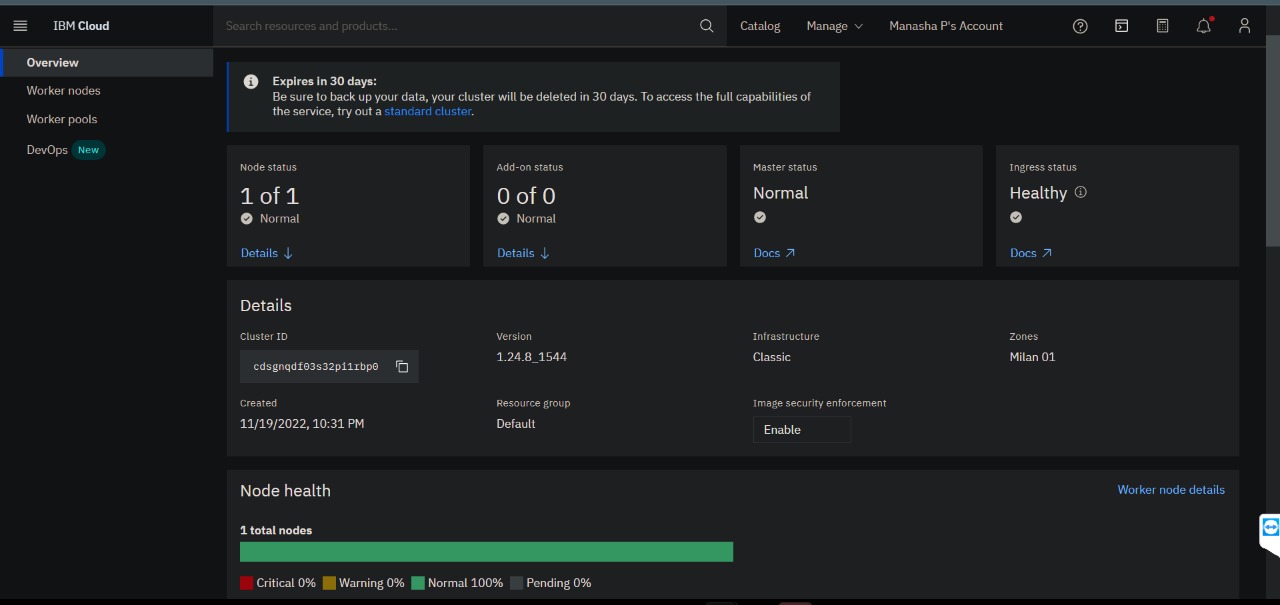 IBM Cloud
Search resources and products...
Catalog
Manage
Manasha P's Account
Overview
Worker nodes
Worker pools
DevOps New
Expires in 30 days:
Be sure to back up your data, your cluster will be deleted in 30 days. To access the full capabilities of
the service, try out a standard cluster.
Node status
1 of 1
Normal
Details
Add-on status
0 of 0
Normal
Details
Master status
Normal
Docs
Ingress status
Healthy
Docs
Details
Cluster ID
cdsgnqdf03s32pi1rbp0
Version
1.24.8_1544
Infrastructure
Classic
Zones
Milan 01
Created
11/19/2022, 10:31 PM
Resource group
Default
Image security enforcement
Enable
Node health
Worker node details
1 total nodes
Critical 0% Warning 0% Normal 100% Pending 0%